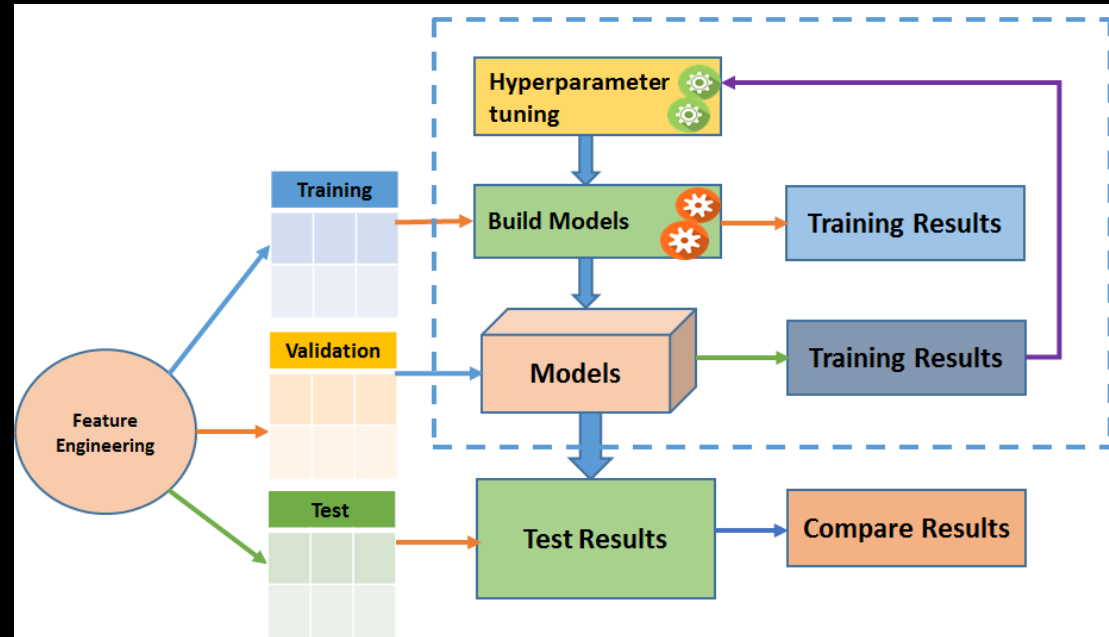 Hyperparameter
tuning
Training
Build Models
Training Results
Validation
Models
Training Results
Feature
Engineering
Test
Test Results
Compare Results